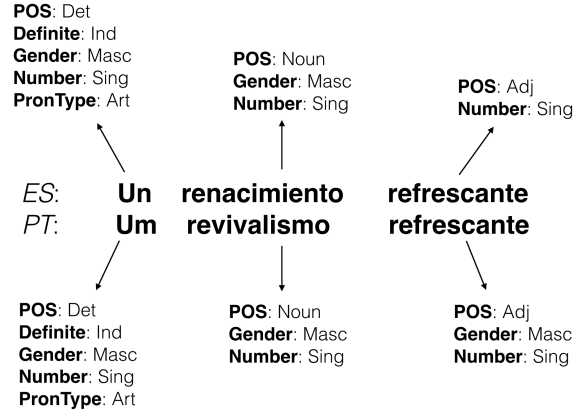 POS: Det
Definite: Ind
Gender: Masc
Number: Sing
PronType: Art
POS: Noun
Gender: Masc
Number: Sing
POS: Adj
Number: Sing
ES: Un renacimiento refrescante
PT: Um revivalismo refrescante
POS: Det
Definite: Ind
Gender: Masc
Number: Sing
PronType: Art
POS: Noun
Gender: Masc
Number: Sing
POS: Adj
Gender: Masc
Number: Sing